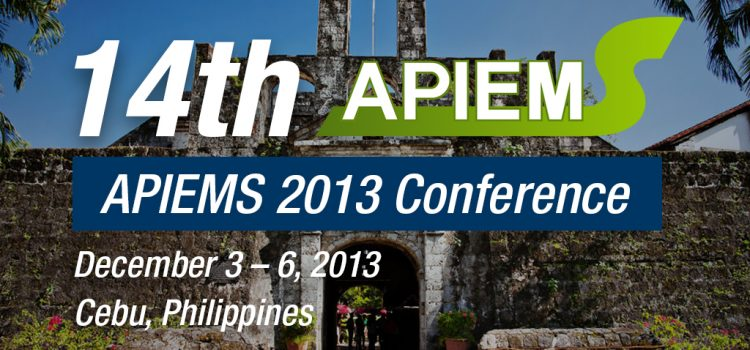 14th APIEMS
APIEMS 2013 Conference
December 3 – 6, 2013
Cebu, Philippines